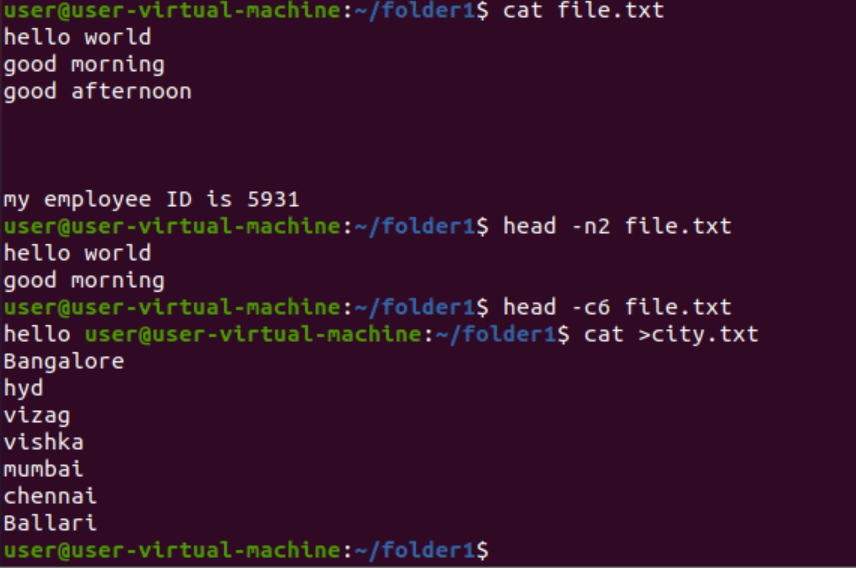 user@user-virtual-machine:~/folder1$ cat file.txt
hello world
good morning
good afternoon
my employee ID is 5931
user@user-virtual-machine:~/folder1$ head -n2 file.txt
hello world
good morning
user@user-virtual-machine:~/folder1$ head -c6 file.txt
hello user@user-virtual-machine:~/folder1$ cat >city.txt
Bangalore
hyd
vizag
vishka
mumbai
chennai
Ballari
user@user-virtual-machine:~/folder1$